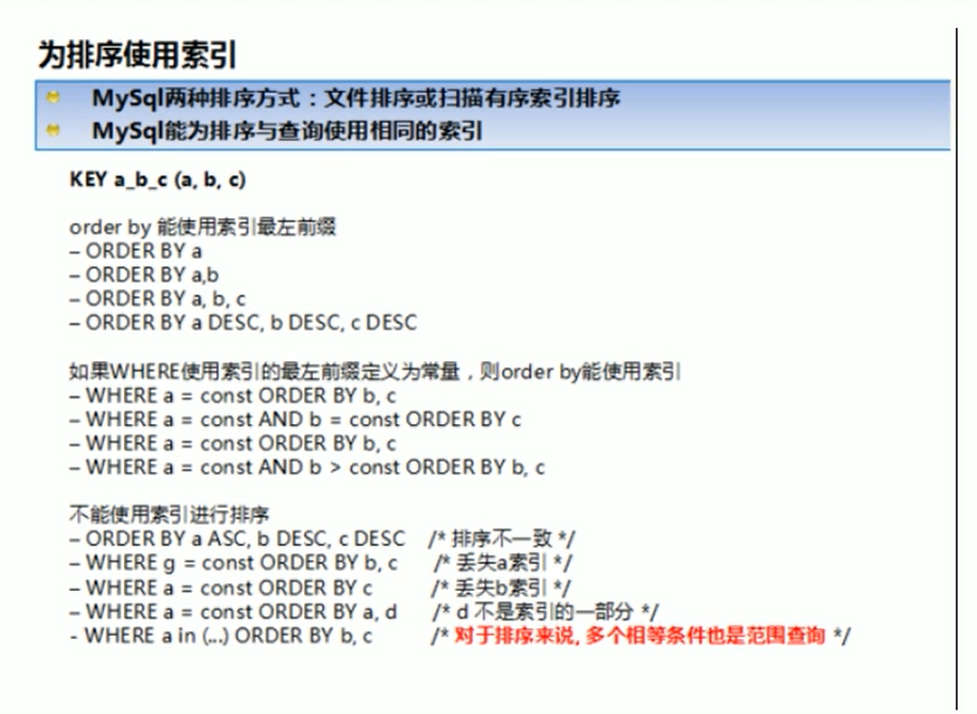 为排序使用索引
MySql两种排序方式：文件排序或扫描有序索引排序
MySql能为排序与查询使用相同的索引
KEY a_b_c (a, b, c)
order by 能使用索引最左前缀
– ORDER BY a
– ORDER BY a,b
– ORDER BY a, b, c
– ORDER BY a DESC, b DESC, c DESC
如果WHERE使用索引的最左前缀定义为常量，则order by能使用索引
– WHERE a = const ORDER BY b, c
– WHERE a = const AND b = const ORDER BY c
– WHERE a = const ORDER BY b, c
– WHERE a = const AND b > const ORDER BY b, c
不能使用索引进行排序
– ORDER BY a ASC, b DESC, c DESC /* 排序不一致 */
– WHERE g = const ORDER BY b, c /* 丢失a索引 */
– WHERE a = const ORDER BY c /* 丢失b索引 */
– WHERE a = const ORDER BY a, d /* d 不是索引的一部分 */
- WHERE a in (...) ORDER BY b, c /* 对于排序来说, 多个相等条件也是范围查询 */